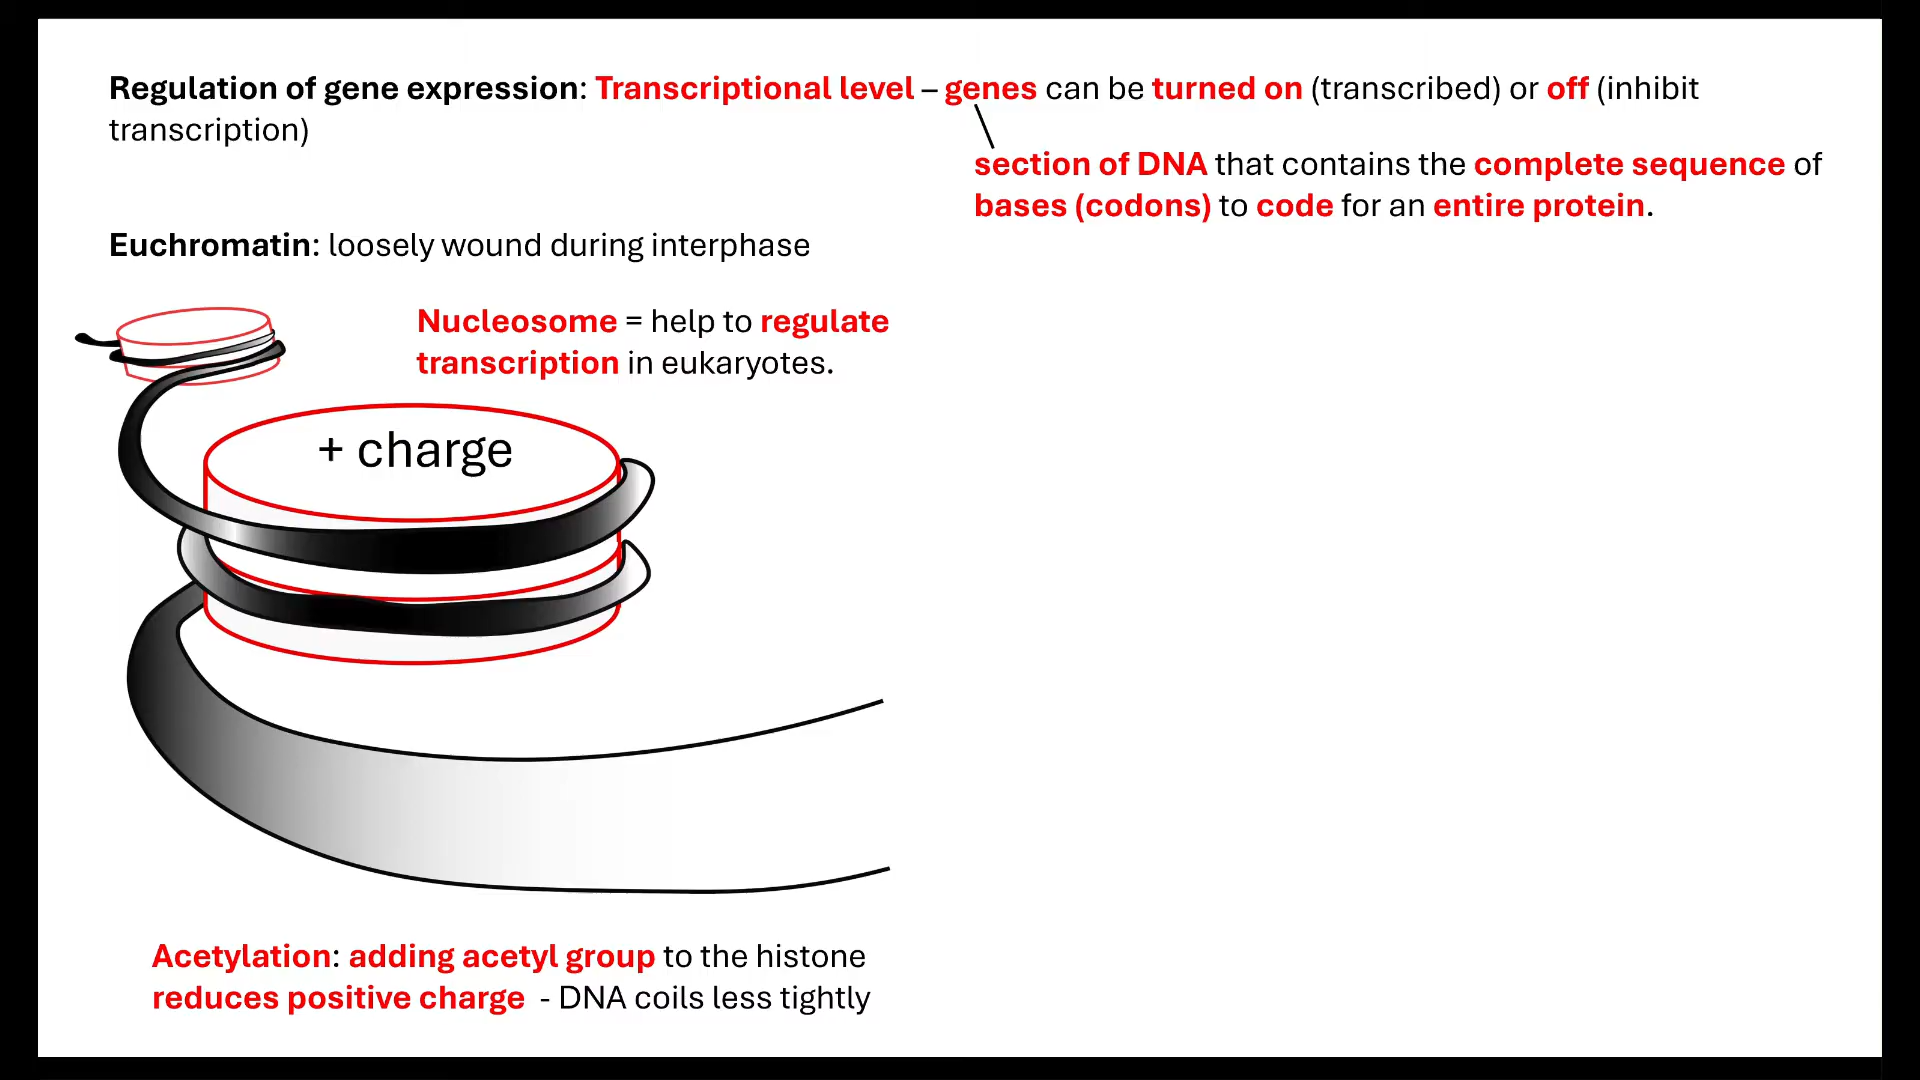 Regulation of gene expression: Transcriptional level – genes can be turned on (transcribed) or off (inhibit
transcription)
section of DNA that contains the complete sequence of
bases (codons) to code for an entire protein.
Euchromatin: loosely wound during interphase
Nucleosome = help to regulate
transcription in eukaryotes.
+ charge
Acetylation: adding acetyl group to the histone
reduces positive charge - DNA coils less tightly